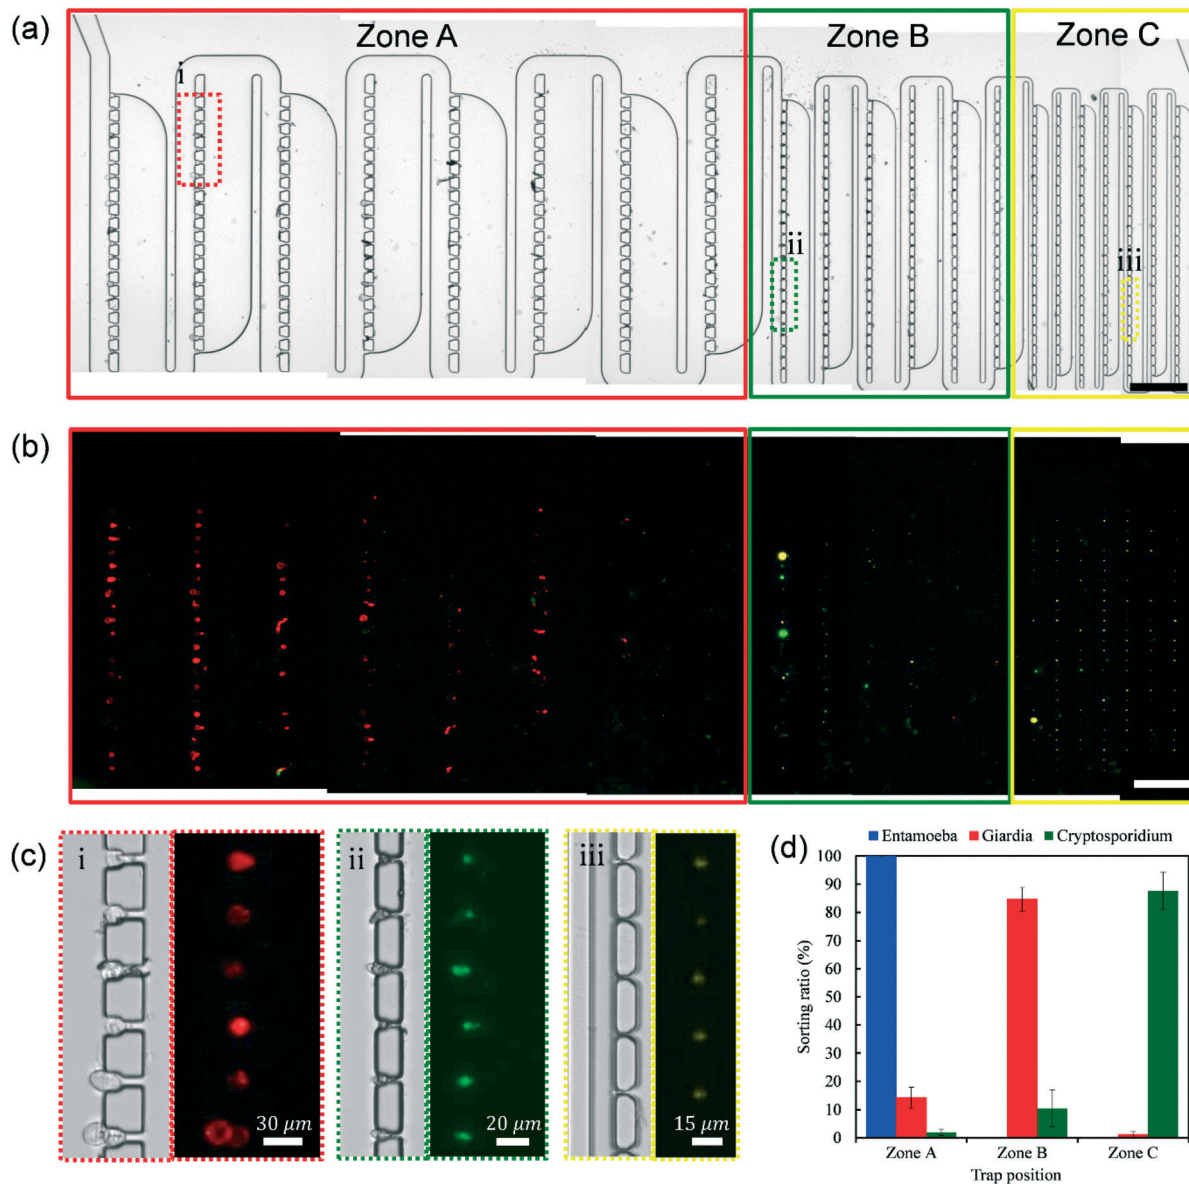 (a)
Zone A
Zone B
Zone C
i
ii
iii
(b)
(c)
i
30 μm
ii
20 μm
iii
15 μm
(d)
Entamoeba
Giardia
Cryptosporidium
100
90
80
70
60
50
40
30
20
10
0
Sorting ratio (%)
Zone A
Zone B
Zone C
Trap position